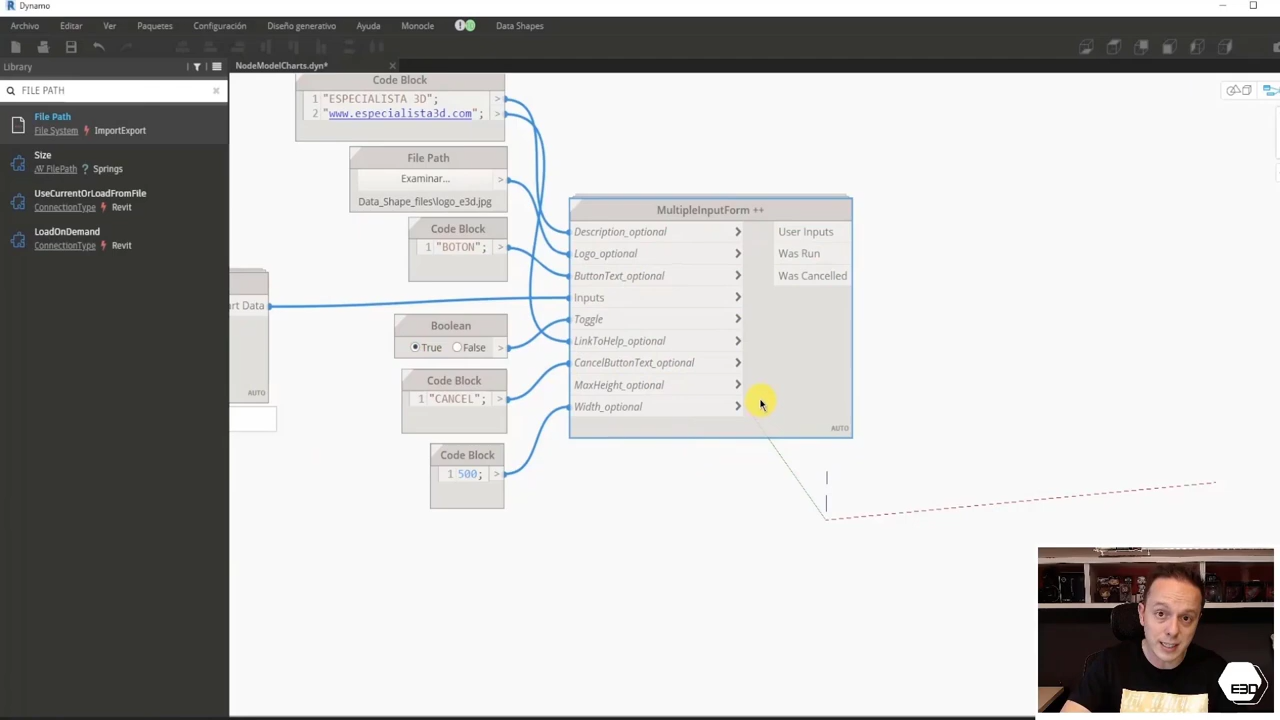 Dynamo
Archivo Editar Ver Paquetes Configuración Diseño generativo Ayuda Monocle Data Shapes
Library
NodeModelCharts.dyn*
FILE PATH
File Path
File System ImportExport
Size
FilePath ? Springs
UseCurrentOrLoadFromFile
ConnectionType Revit
LoadOnDemand
ConnectionType Revit
Code Block
1 "ESPECIALISTA 3D"; >
2 "www.especialista3d.com"; >
File Path
Examinar... >
Data_Shape_files\logo_e3d.jpg
Code Block
1 "BOTON"; >
art Data
AUTO
Boolean
True False >
Code Block
1 "CANCEL"; >
Code Block
1 500; >
MultipleInputForm ++
Description_optional > User Inputs
Logo_optional > Was Run
ButtonText_optional > Was Cancelled
Inputs >
Toggle >
LinkToHelp_optional >
CancelButtonText_optional >
MaxHeight_optional >
Width_optional >
AUTO
E3D